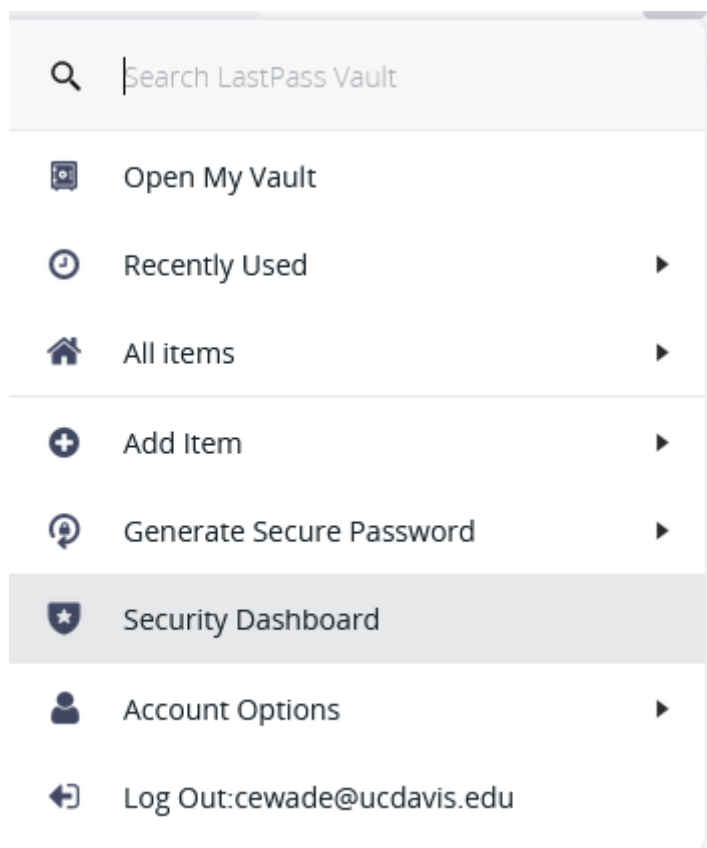 Search LastPass Vault
Open My Vault
Recently Used
All items
Add Item
Generate Secure Password
Security Dashboard
Account Options
Log Out:cewade@ucdavis.edu